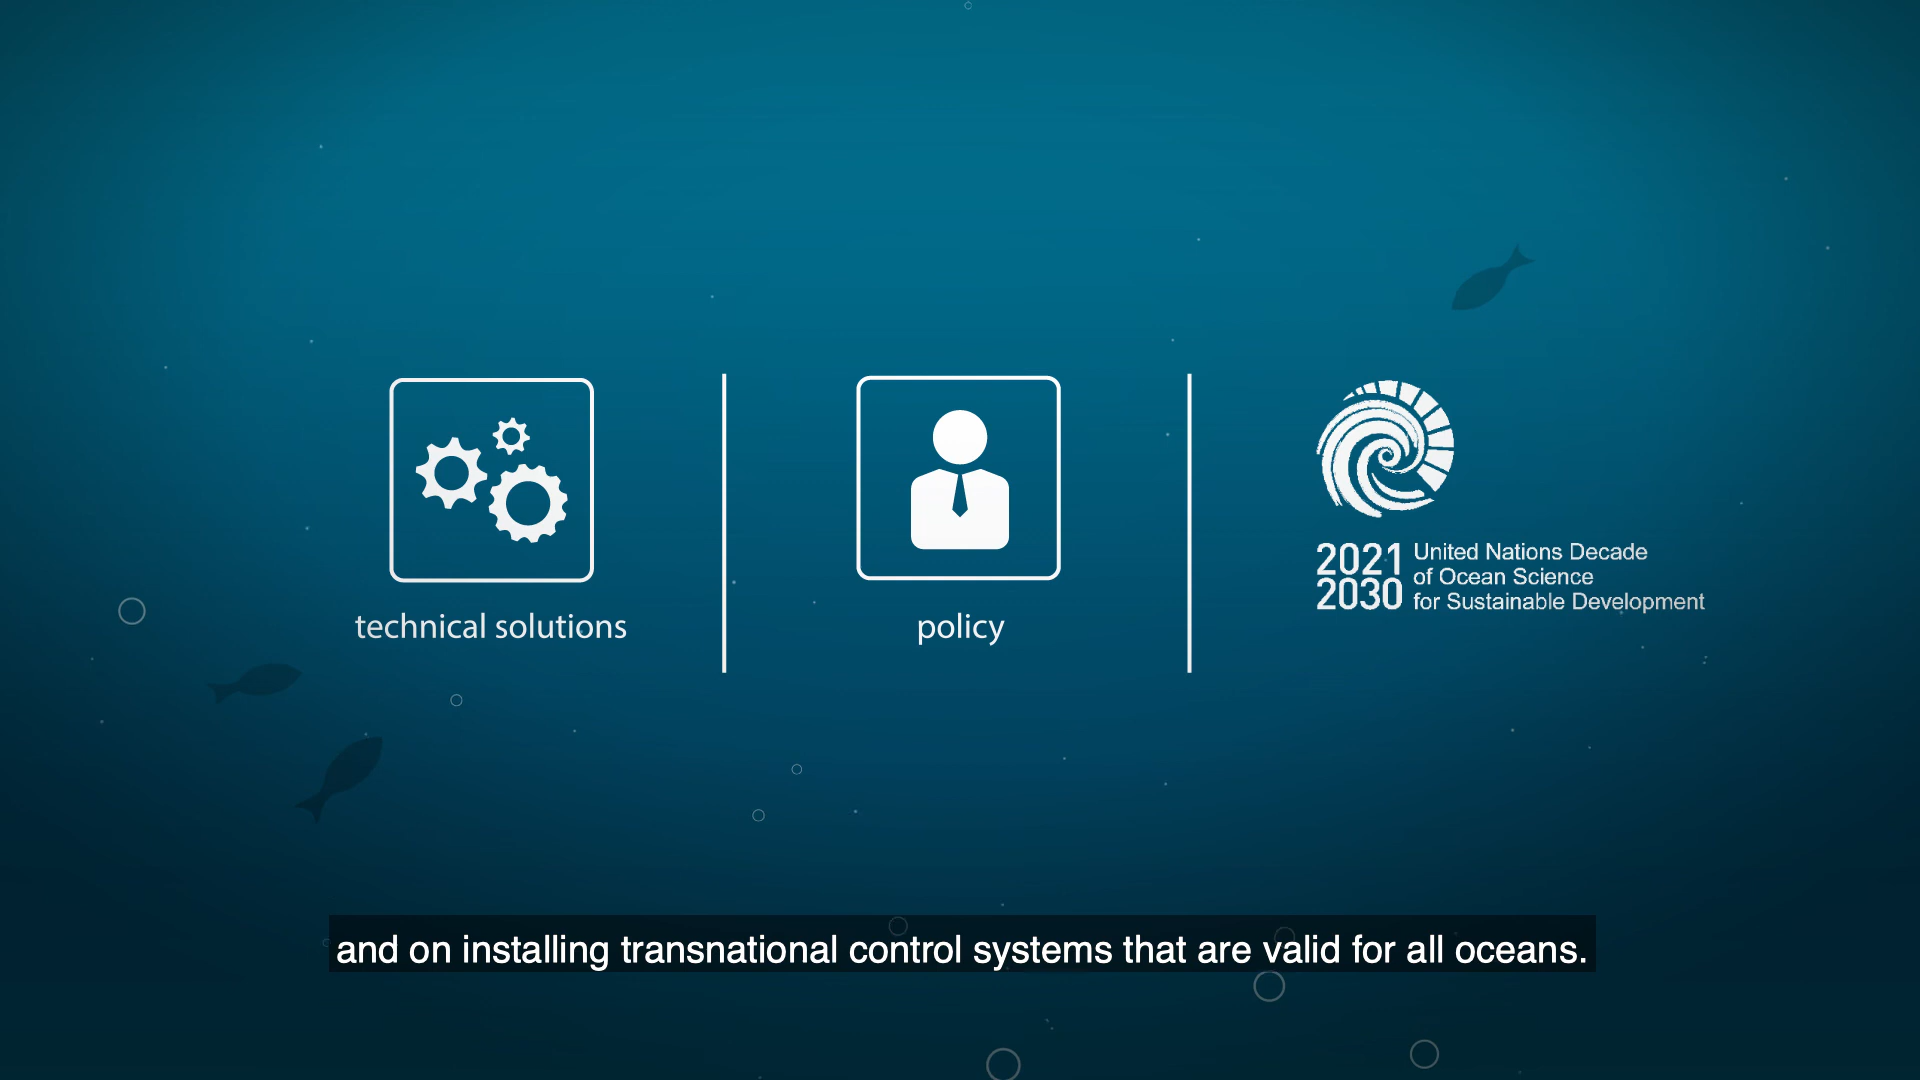 technical solutions
policy
2021
2030
United Nations Decade
of Ocean Science
for Sustainable Development
and on installing transnational control systems that are valid for all oceans.